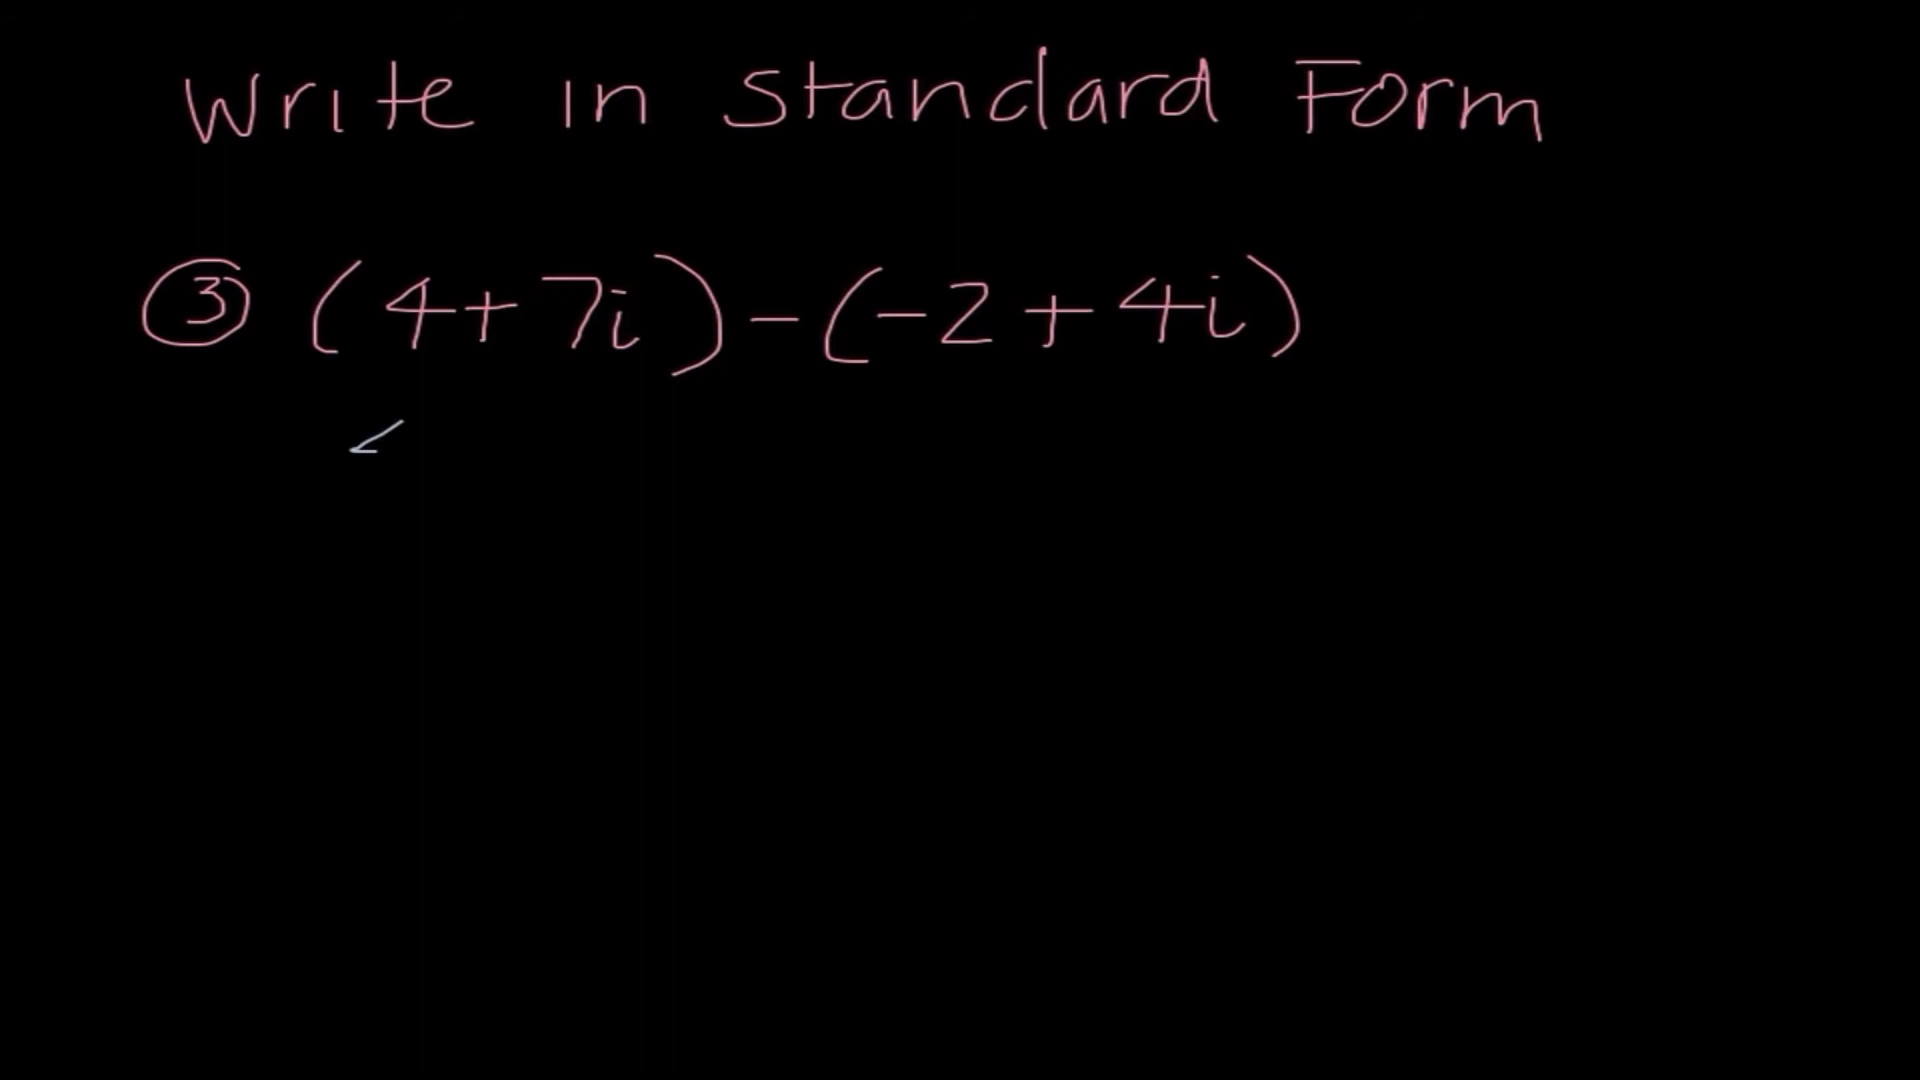 Write in Standard Form
③ (4+7i)-(-2+4i)